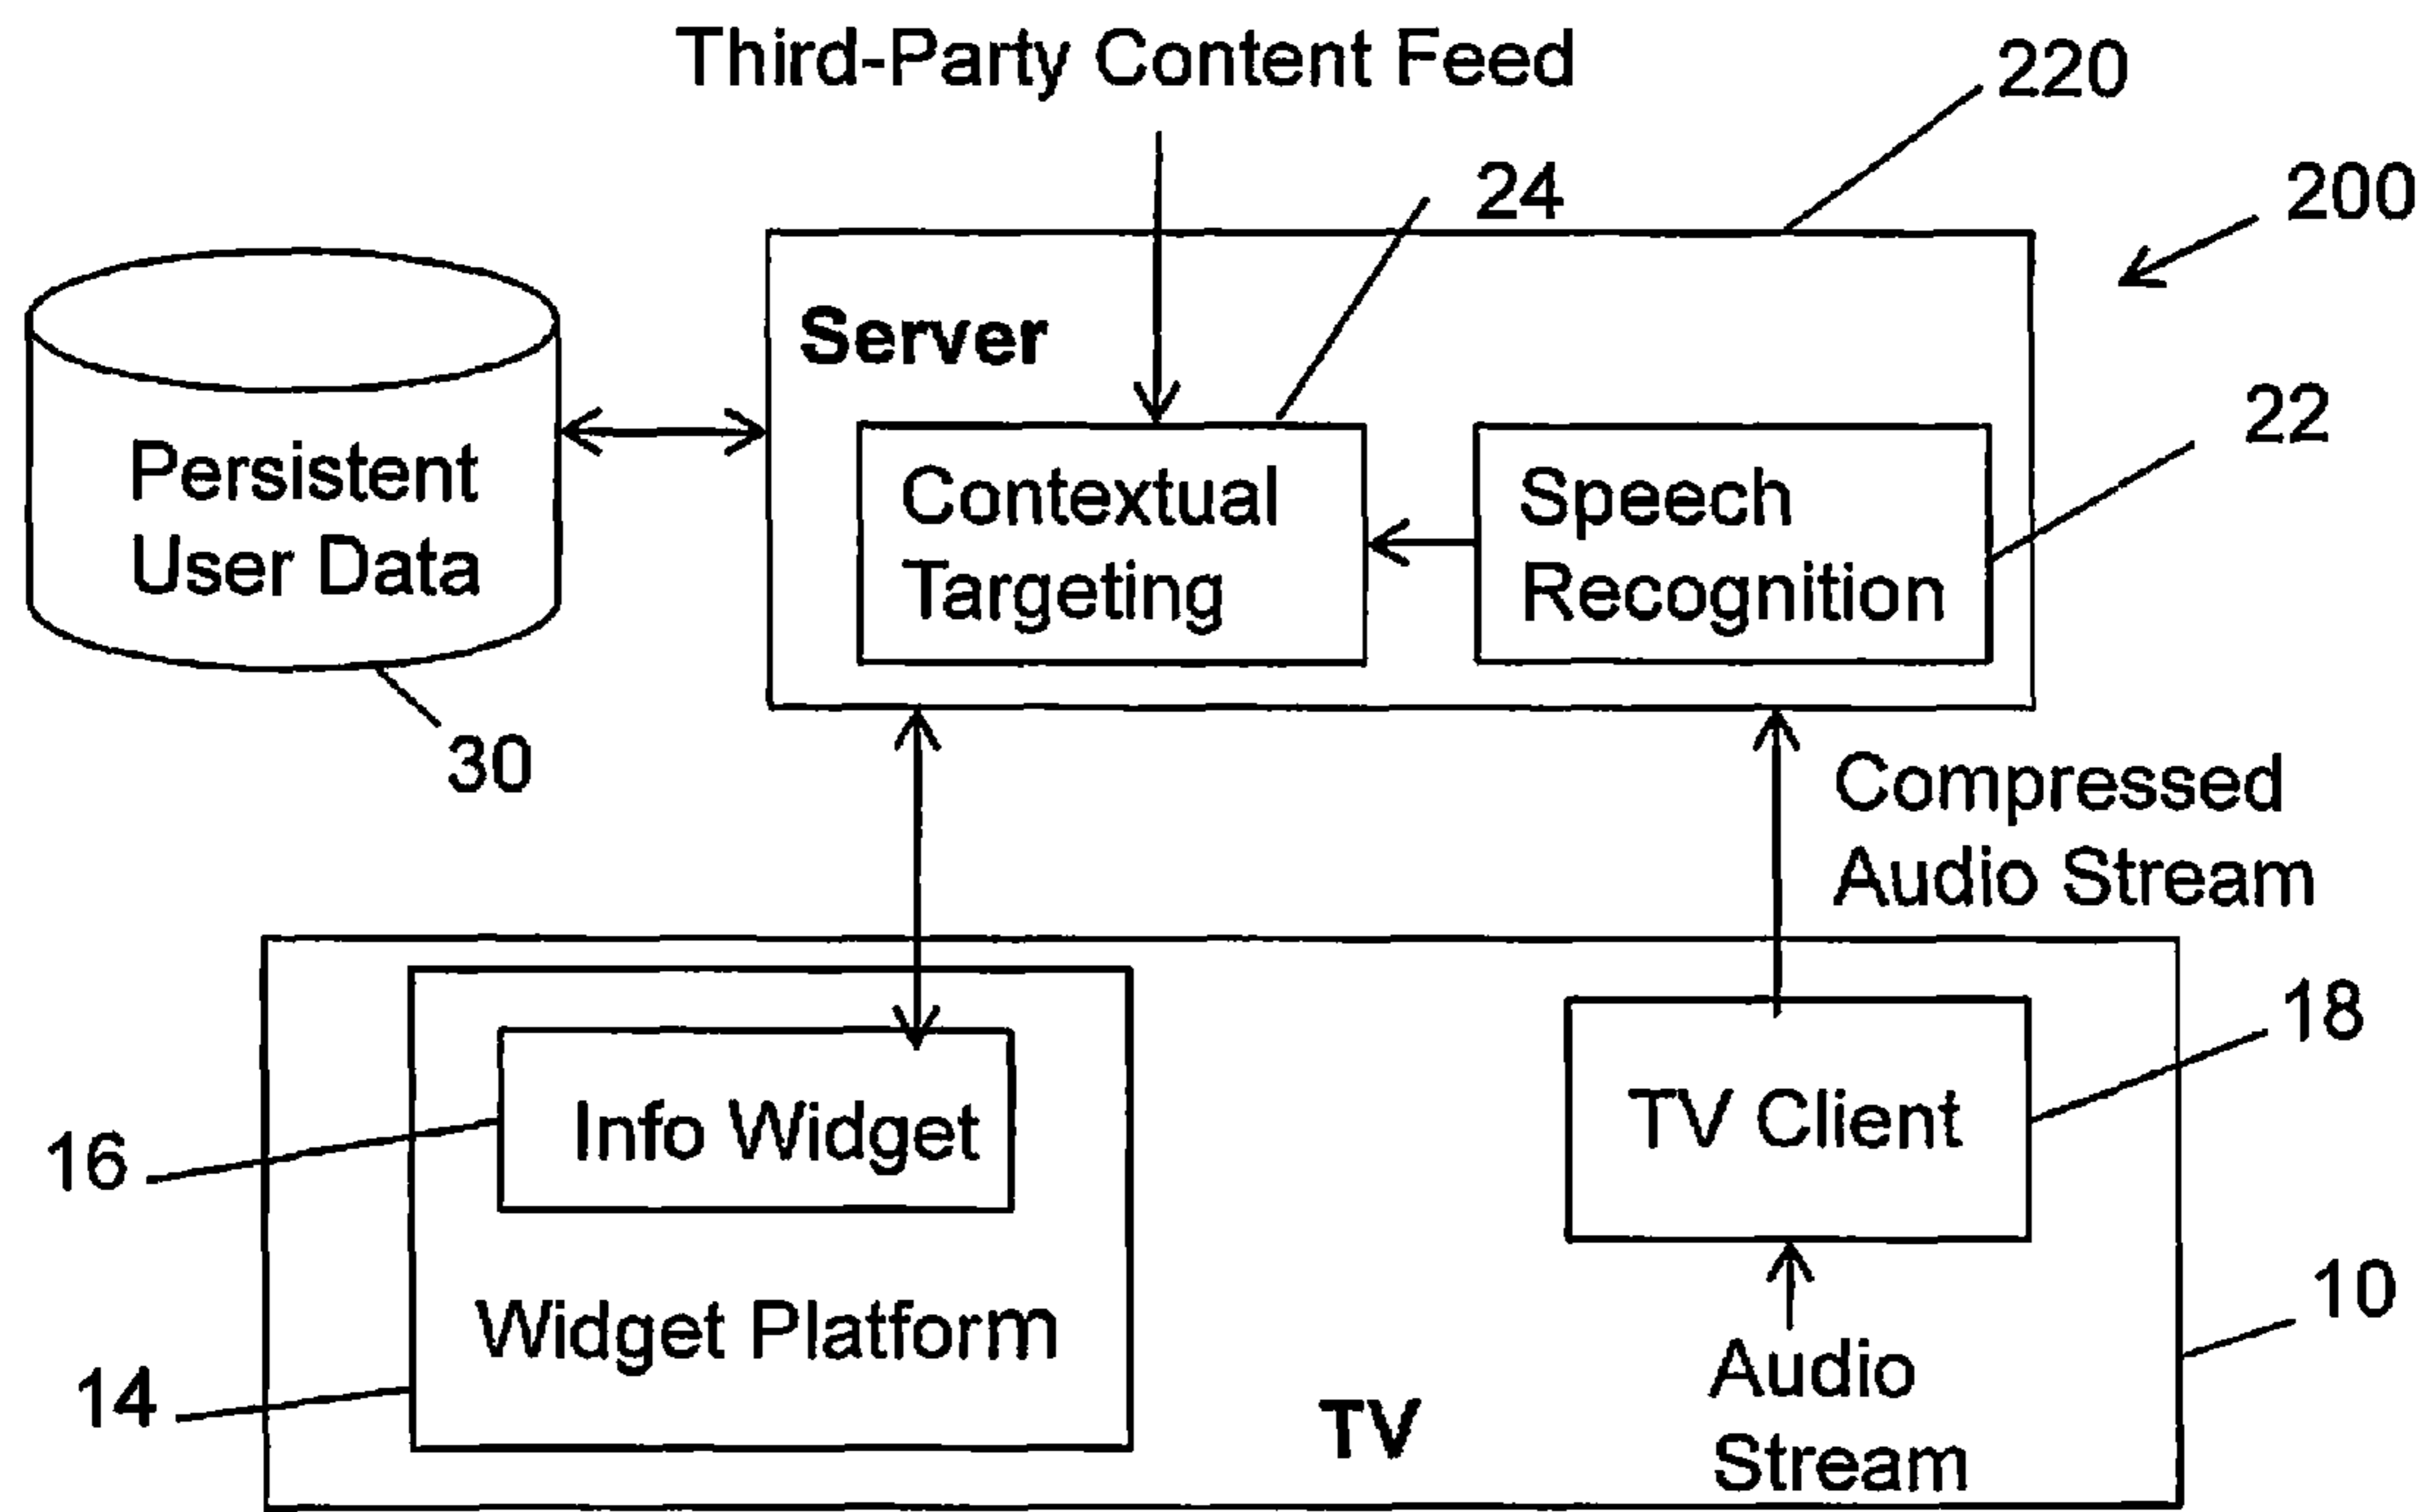 Third-Party Content Feed
220
24
200
Server
22
Persistent
User Data
Contextual
Targeting
Speech
Recognition
30
Compressed
Audio Stream
18
Info Widget
TV Client
16
10
Widget Platform
Audio
Stream
14
TV